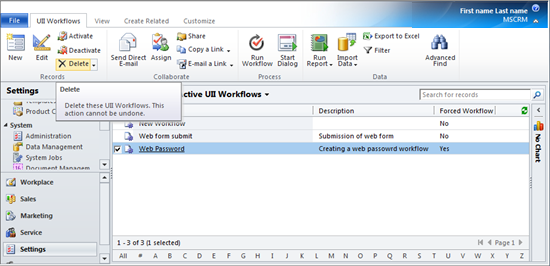 First name Last name
MSCRM
File
UII Workflows
View
Create Related
Customize
New
Edit
Activate
Deactivate
Delete
Records
Send Direct E-mail
Assign
Share
Copy a Link
E-mail a Link
Collaborate
Run Workflow
Start Dialog
Process
Run Report
Import Data
Export to Excel
Filter
Data
Advanced Find
Delete
Delete these UII Workflows. This action cannot be undone.
Settings
Product C
System
Administration
Data Management
System Jobs
Document Managem
Workplace
Sales
Marketing
Service
Settings
ctive UII Workflows
Search for records
Description
Forced Workflow
New Workflow
No
Web form submit
Submission of web form
No
Web Password
Creating a web passowrd workflow
Yes
No Chart
1 - 3 of 3 (1 selected)
Page 1
All # A B C D E F G H I J K L M N O P Q R S T U V W X Y Z